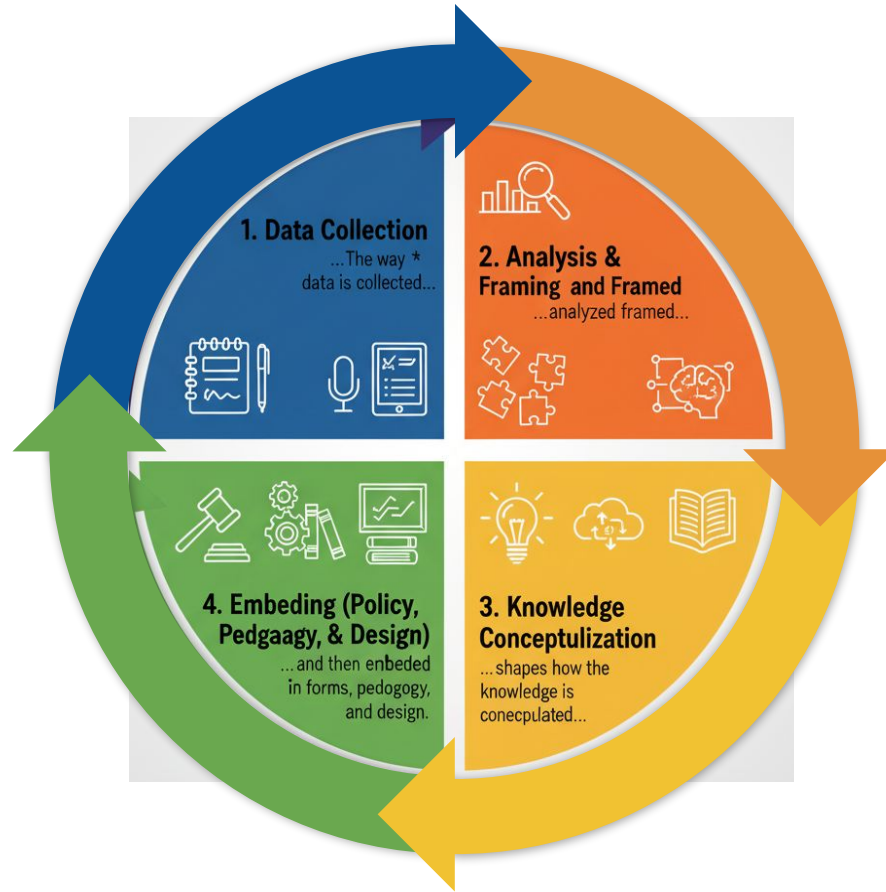 1. Data Collection
...The way *
data is collected...
2. Analysis &
Framing and Framed
...analyzed framed...
3. Knowledge
Conceptulization
...shapes how the
knowledge is
conecpulated...
4. Embeding (Policy,
Pedgaagy, & Design)
...and then enbeded
in forms, pedogogy,
and design.